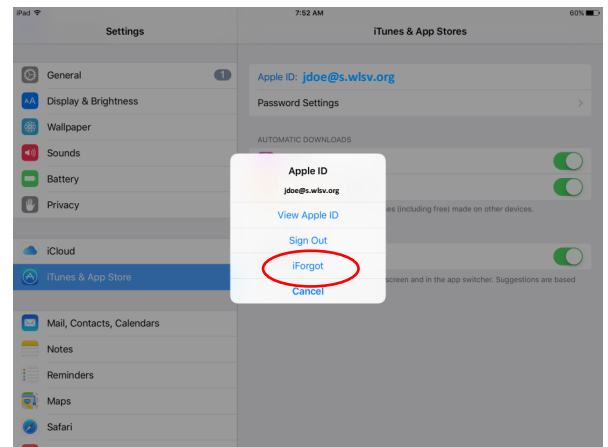 iPad 7:52 AM 60%
Settings
iTunes & App Stores
General 1
Display & Brightness
Wallpaper
Sounds
Battery
Privacy
iCloud
iTunes & App Store
Mail, Contacts, Calendars
Notes
Reminders
Maps
Safari
Apple ID: jdoe@s.wlsv.org
Password Settings
AUTOMATIC DOWNLOADS
(including free) made on other devices.
screen and in the app switcher. Suggestions are based
Apple ID
jdoe@s.wlsv.org
View Apple ID
Sign Out
iForgot
Cancel